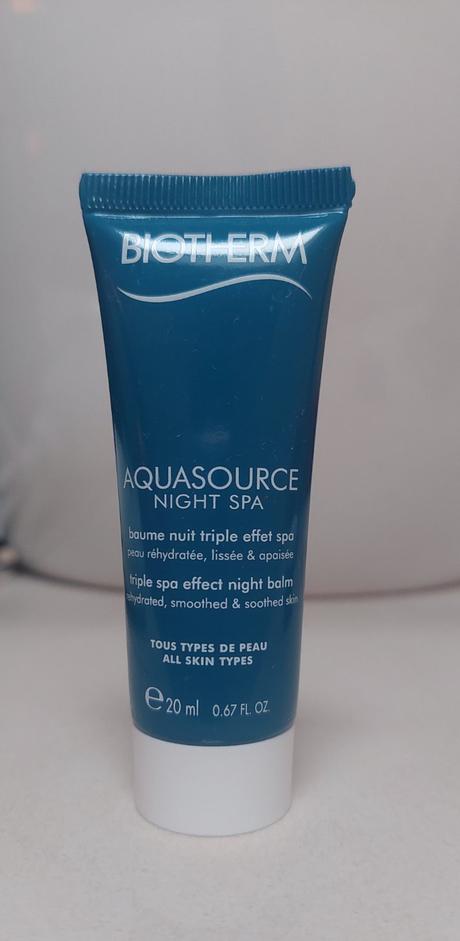 BIOTHERM
AQUASOURCE
NIGHT SPA
baume nuit triple effet spa
peau réhydratée, lissée & apaisée
triple spa effect night balm
rehydrated, smoothed & soothed skin
TOUS TYPES DE PEAU
ALL SKIN TYPES
℮ 20 ml 0.67 FL. OZ.